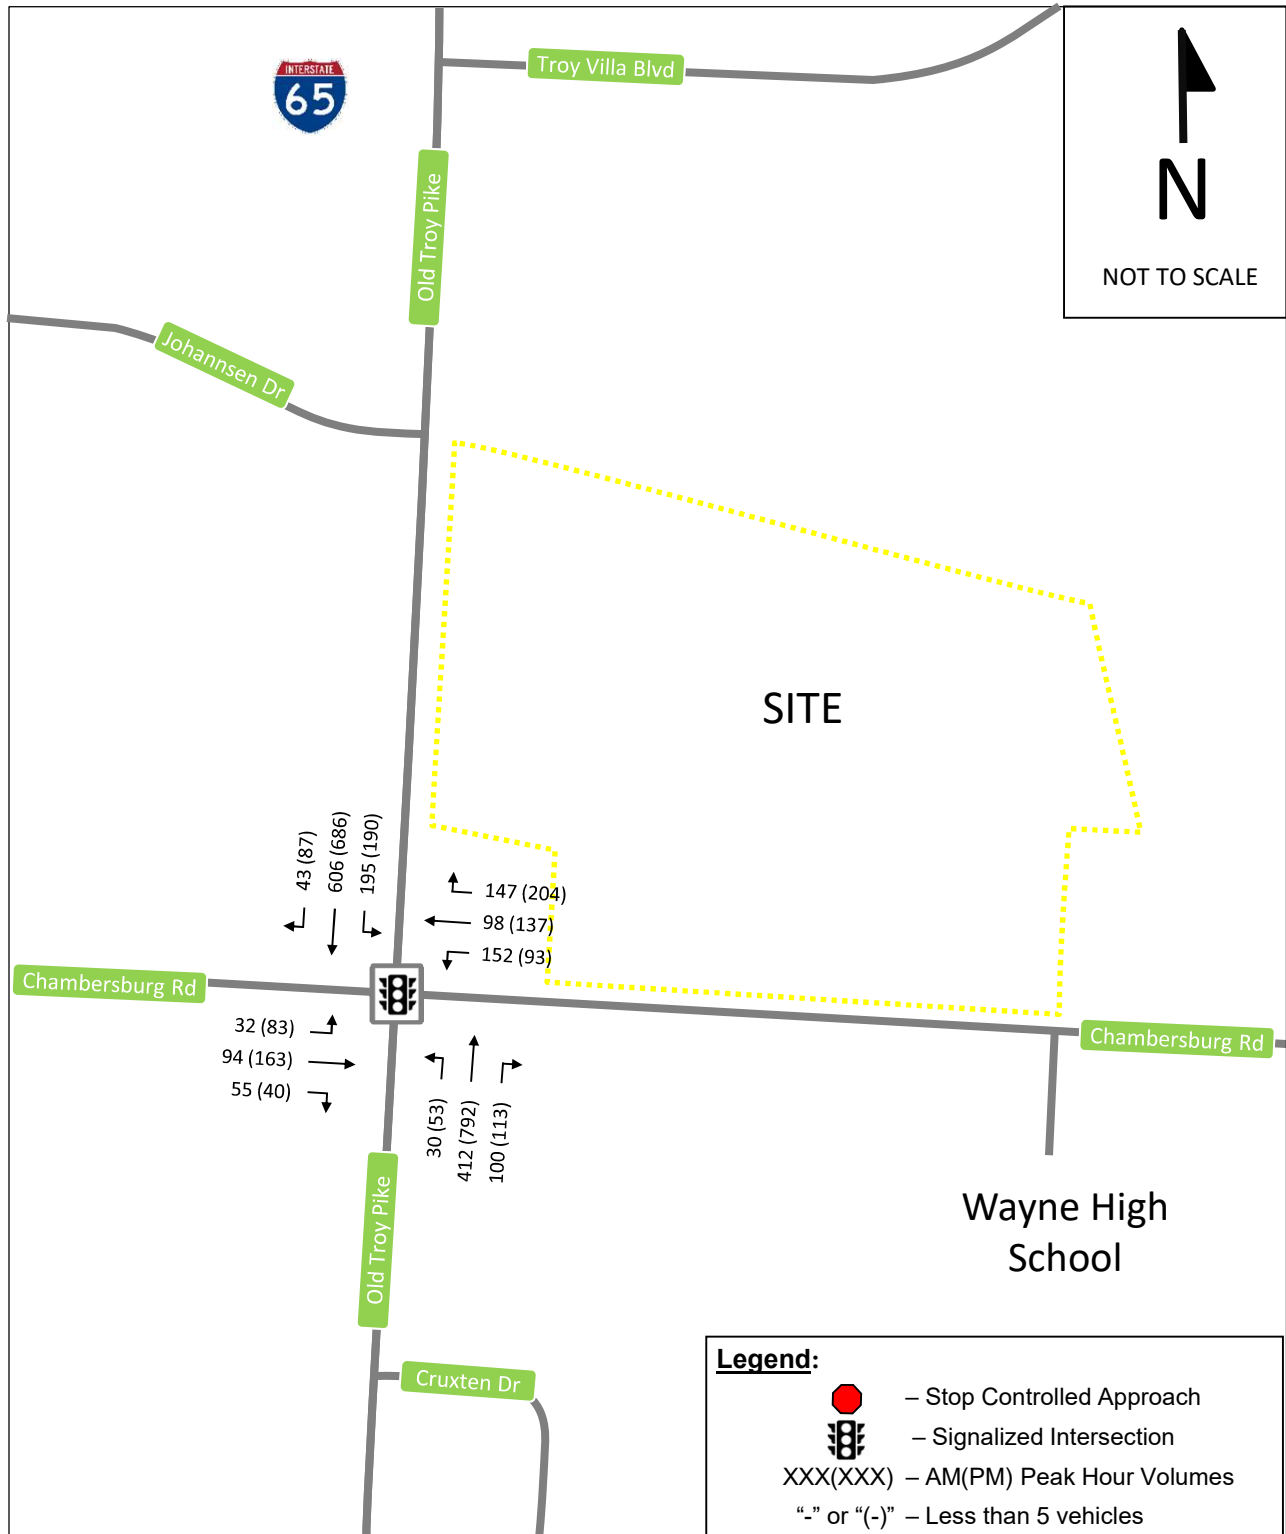 INTERSTATE
65
Troy Villa Blvd
N
NOT TO SCALE
Old Troy Pike
Johannsen Dr
SITE
43 (87)
606 (686)
195 (190)
147 (204)
98 (137)
152 (93)
Chambersburg Rd
32 (83)
94 (163)
55 (40)
30 (53)
412 (792)
100 (113)
Chambersburg Rd
Old Troy Pike
Wayne High
School
Cruxten Dr
Legend:
– Stop Controlled Approach
– Signalized Intersection
XXX(XXX) – AM(PM) Peak Hour Volumes
“-” or “(-)” – Less than 5 vehicles